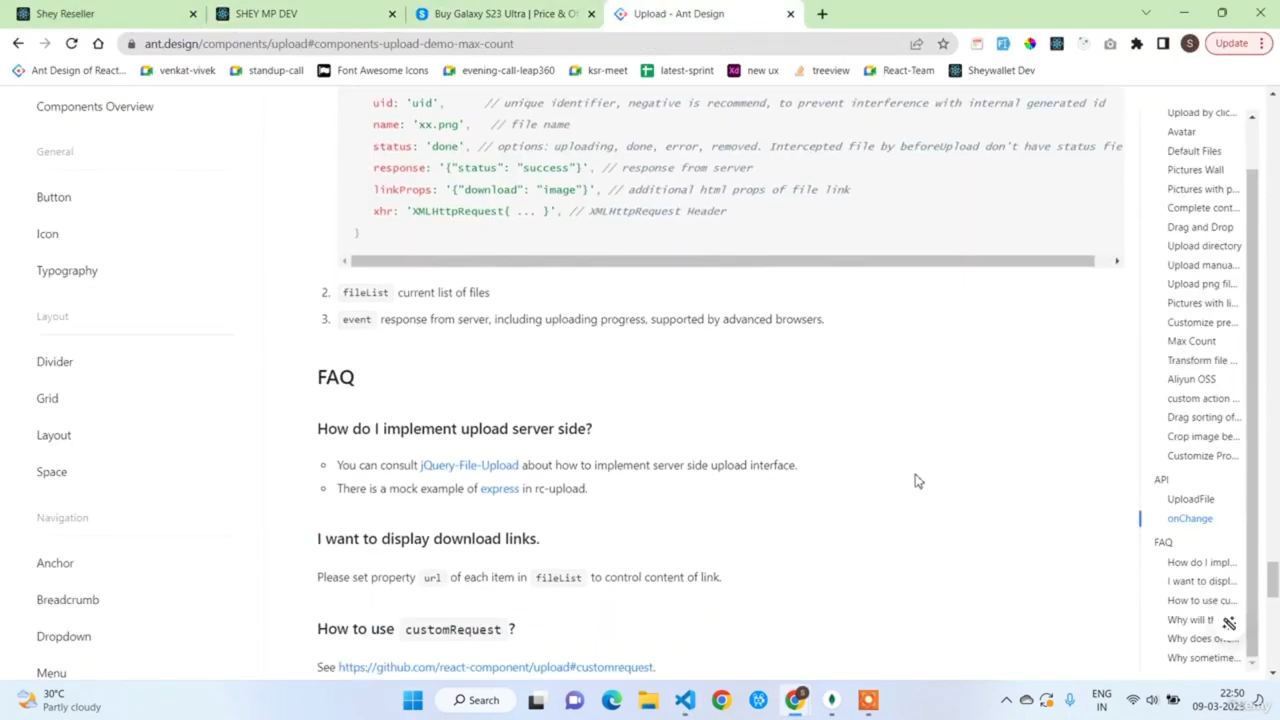 Shey Reseller
SHEY MP DEV
Buy Galaxy S23 Ultra | Price & Of
Upload - Ant Design
ant.design/components/upload#components-upload-demo-max-count
S
Update
Ant Design of React...
venkat-vivek
standup-call
Font Awesome Icons
evening-call-leap360
ksr-meet
latest-sprint
Xd
new ux
treeview
React-Team
Sheywallet Dev
Components Overview
General
Button
Icon
Typography
Layout
Divider
Grid
Layout
Space
Navigation
Anchor
Breadcrumb
Dropdown
Menu
uid: 'uid', // unique identifier, negative is recommend, to prevent interference with internal generated id
name: 'xx.png', // file name
status: 'done', // options: uploading, done, error, removed. Intercepted file by beforeUpload don't have status fie
response: '{"status": "success"}', // response from server
linkProps: '{"download": "image"}', // additional html props of file link
xhr: 'XMLHttpRequest{ ... }', // XMLHttpRequest Header
}
2. fileList current list of files
3. event response from server, including uploading progress, supported by advanced browsers.
FAQ
How do I implement upload server side?
You can consult jQuery-File-Upload about how to implement server side upload interface.
There is a mock example of express in rc-upload.
I want to display download links.
Please set property url of each item in fileList to control content of link.
How to use customRequest ?
See https://github.com/react-component/upload#customrequest.
Upload by clic...
Avatar
Default Files
Pictures Wall
Pictures with p...
Complete cont...
Drag and Drop
Upload directory
Upload manua...
Upload png fil...
Pictures with li...
Customize pre...
Max Count
Transform file ...
Aliyun OSS
custom action ...
Drag sorting of...
Crop image be...
Customize Pro...
API
UploadFile
onChange
FAQ
How do I impl...
I want to displ...
How to use cu...
Why will th
Why does
Why sometime...
30°C
Partly cloudy
Search
ENG
IN
22:50
09-03-2023